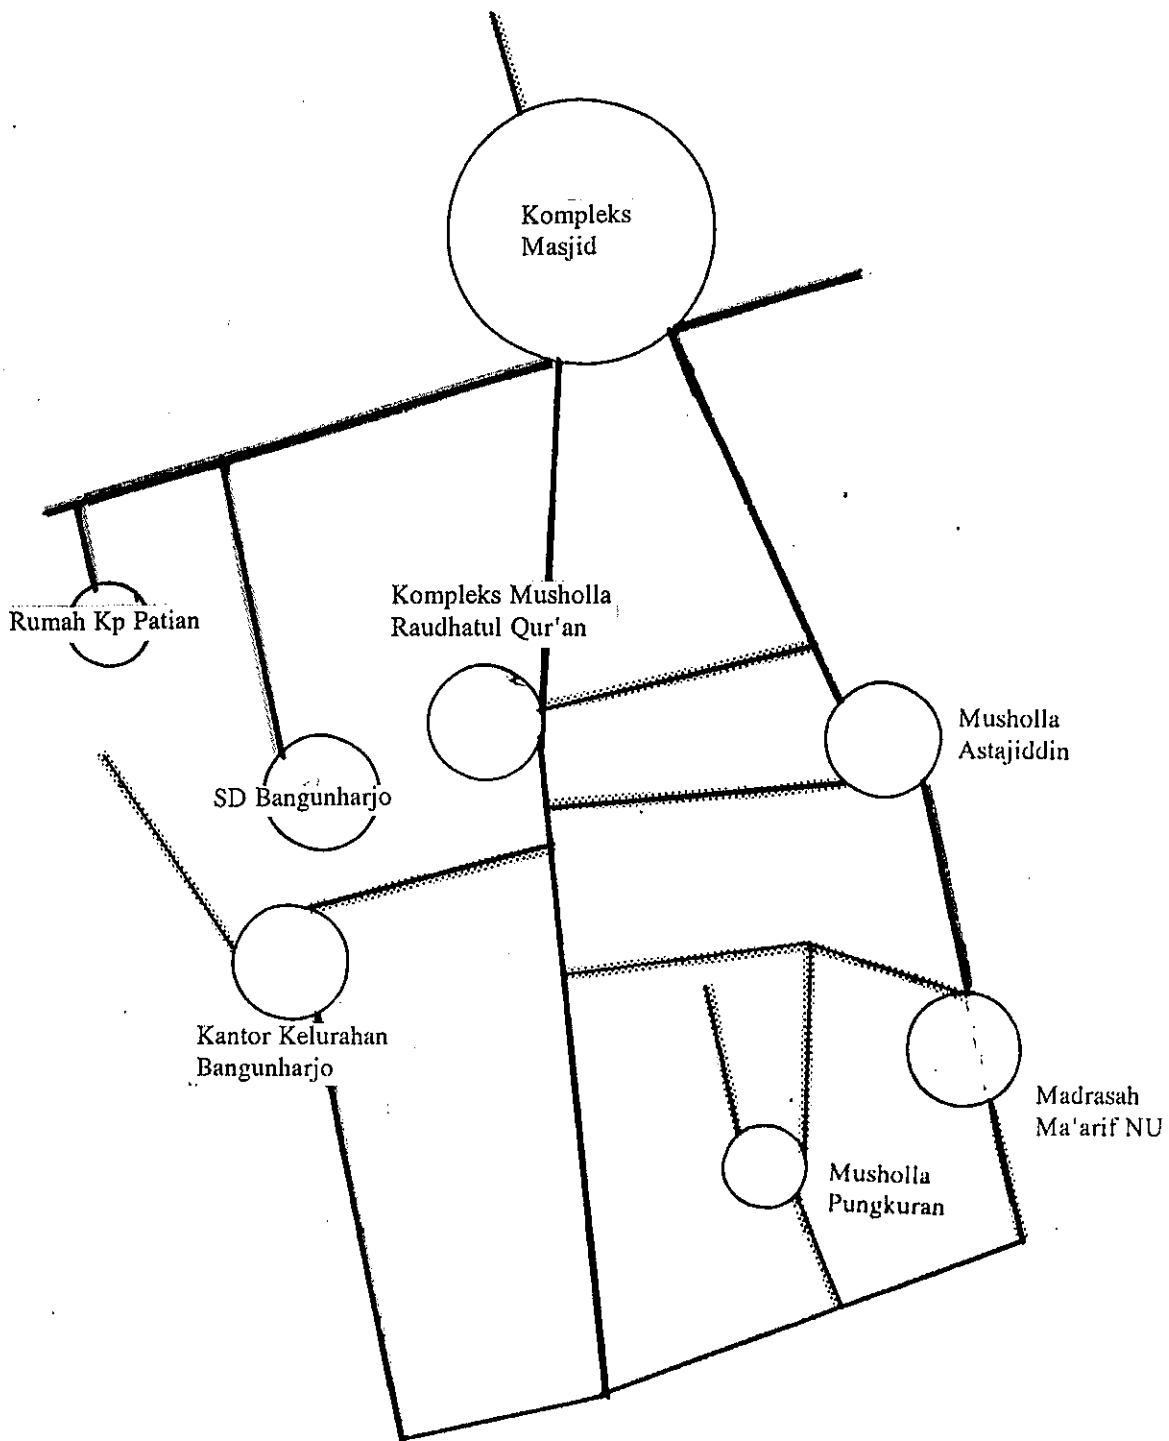 Kompleks
Masjid
Kompleks Musholla
Raudhatul Qur'an
Rumah Kp Patian
Musholla
Astajiddin
SD Bangunharjo
Kantor Kelurahan
Bangunharjo
Madrasah
Ma'arif NU
Musholla
Pungkuran